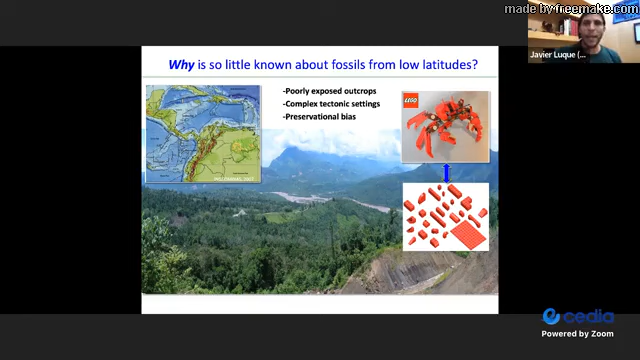 made by freemake.com
Javier Luque (...
Why is so little known about fossils from low latitudes?
-Poorly exposed outcrops
-Complex tectonic settings
-Preservational bias
LEGO
cedia
Powered by Zoom